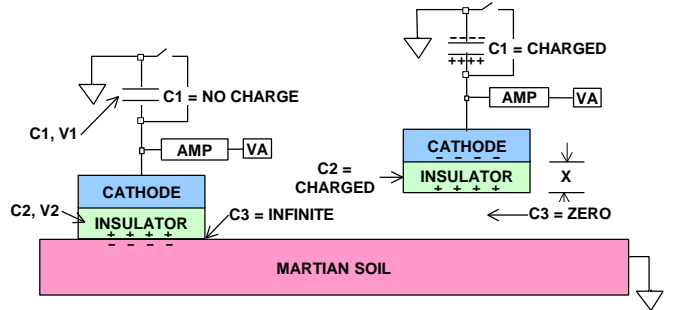 C1 = NO CHARGE
C1, V1
AMP
VA
CATHODE
C2, V2
INSULATOR
+ + + +
- - - -
C3 = INFINITE
MARTIAN SOIL
- - - -
++++
C1 = CHARGED
AMP
VA
CATHODE
- - - -
C2 =
CHARGED
INSULATOR
+ + + +
X
C3 = ZERO